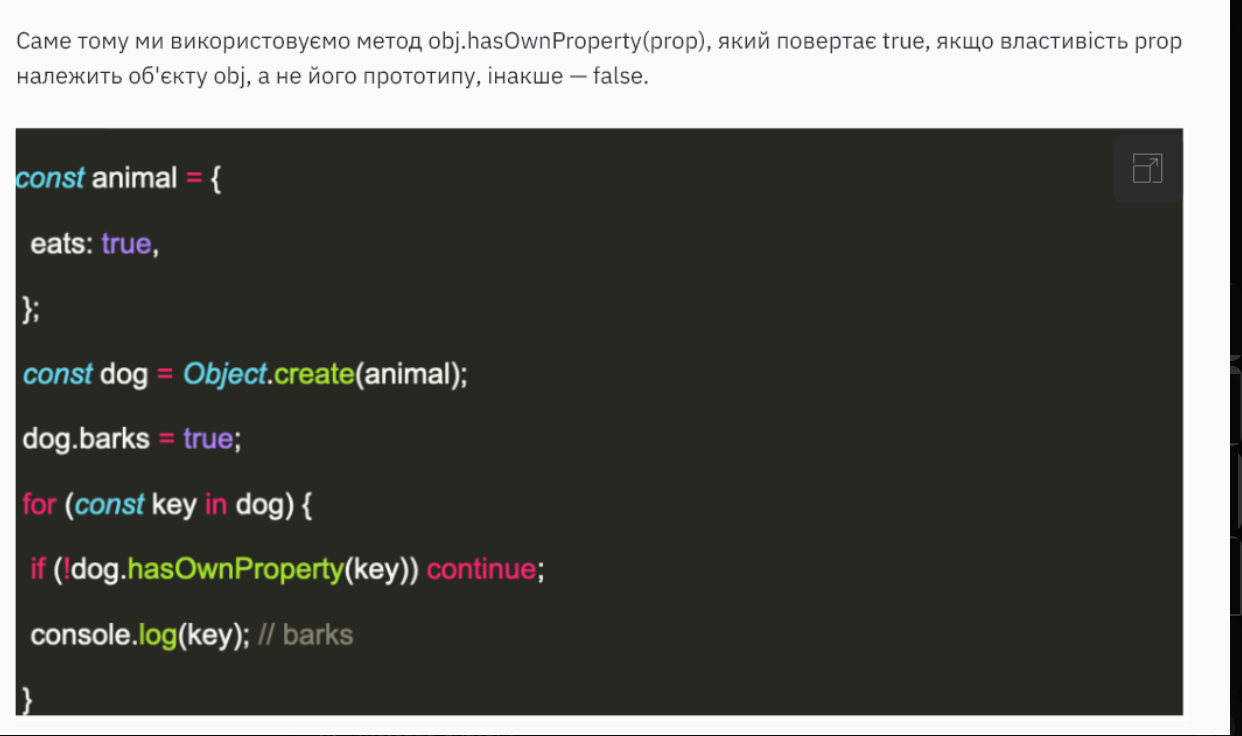 Саме тому ми використовуємо метод obj.hasOwnProperty(prop), який повертає true, якщо властивість prop
належить об'єкту obj, а не його прототипу, інакше — false.
const animal = {
eats: true,
};
const dog = Object.create(animal);
dog.barks = true;
for (const key in dog) {
if (!dog.hasOwnProperty(key)) continue;
console.log(key); // barks
}